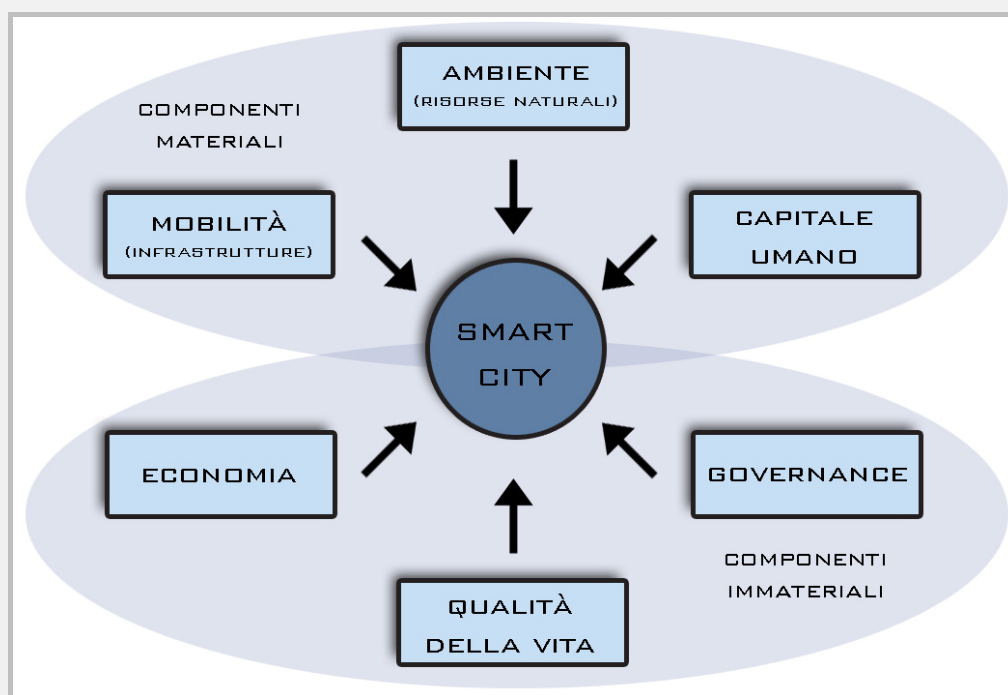 AMBIENTE
(RISORSE NATURALI)
COMPONENTI
MATERIALI
MOBILITÀ
(INFRASTRUTTURE)
CAPITALE
UMANO
SMART
CITY
ECONOMIA
GOVERNANCE
COMPONENTI
IMMATERIALI
QUALITÀ
DELLA VITA